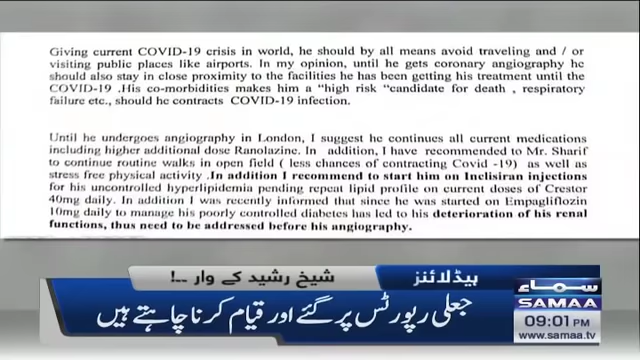 Giving current COVID-19 crisis in world, he should by all means avoid traveling and / or
visiting public places like airports. In my opinion, until he gets coronary angiography he
should also stay in close proximity to the facilities he has been getting his treatment until the
COVID-19 .His co-morbidities makes him a "high risk "candidate for death , respiratory
failure etc., should he contracts COVID-19 infection.
Until he undergoes angiography in London, I suggest he continues all current medications
including higher additional dose Ranolazine. In addition, I have recommended to Mr. Sharif
to continue routine walks in open field ( less chances of contracting Covid -19) as well as
stress free physical activity .In addition I recommend to start him on Inclisiran injections
for his uncontrolled hyperlipidemia pending repeat lipid profile on current doses of Crestor
40mg daily. In addition I was recently informed that since he was started on Empagliflozin
10mg daily to manage his poorly controlled diabetes has led to his deterioration of his renal
functions, thus need to be addressed before his angiography.
ہیڈلائنز
شیخ رشید کے وار ..!
جعلی رپورٹس پر گئے اور قیام کرنا چاہتے ہیں
سماء
SAMAA
09:01 PM
www.samaa.tv